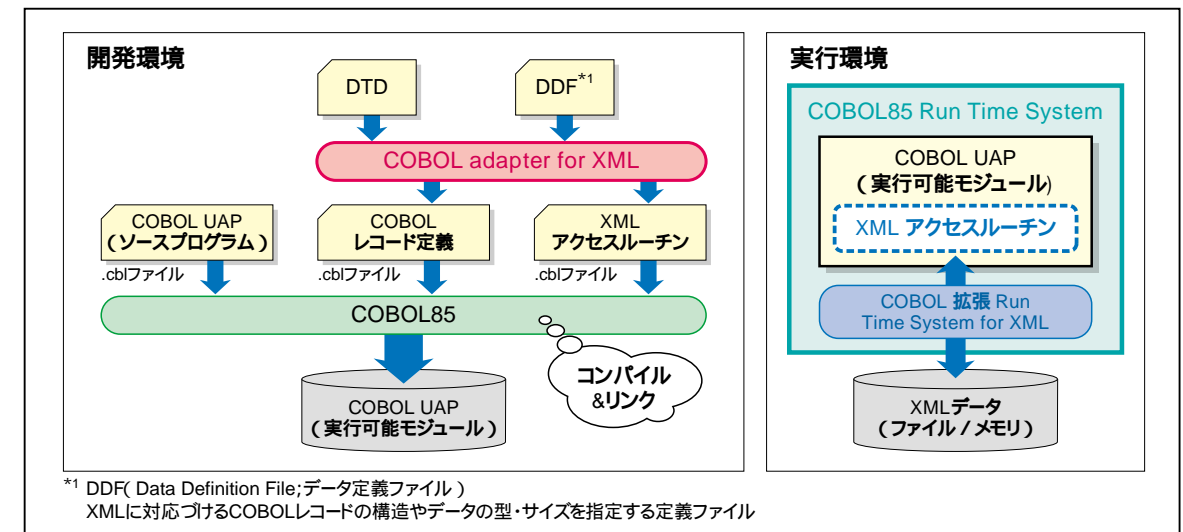 開発環境
DTD
DDF*1
COBOL adapter for XML
COBOL UAP
(ソースプログラム)
COBOL
レコード定義
XML
アクセスルーチン
.cblファイル
.cblファイル
.cblファイル
COBOL85
コンパイル
&リンク
COBOL UAP
(実行可能モジュール)
実行環境
COBOL85 Run Time System
COBOL UAP
(実行可能モジュール)
XML アクセスルーチン
COBOL 拡張 Run
Time System for XML
XMLデータ
(ファイル/メモリ)
*1 DDF(Data Definition File;データ定義ファイル)
XMLに対応づけるCOBOLレコードの構造やデータの型・サイズを指定する定義ファイル